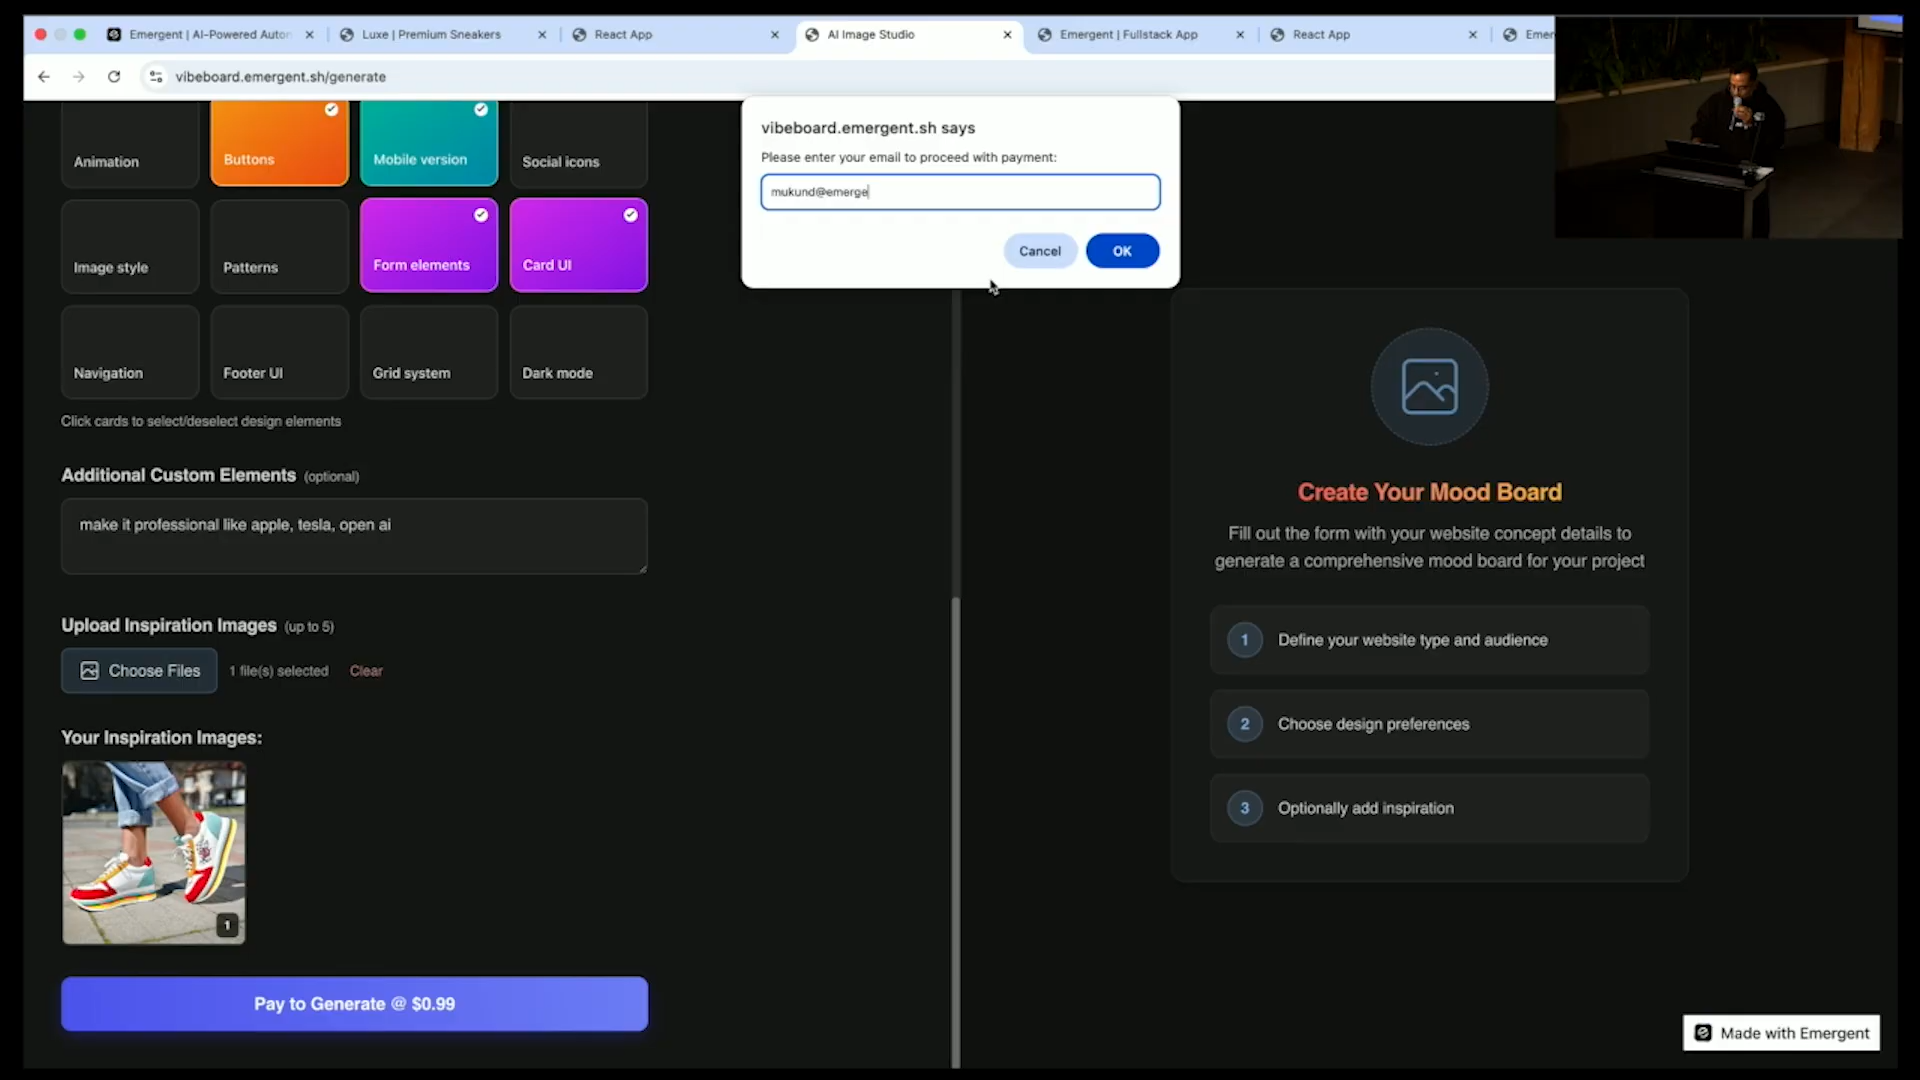 Emergent | AI-Powered Auton
Luxe | Premium Sneakers
React App
AI Image Studio
Emergent | Fullstack App
React App
Emer
vibeboard.emergent.sh/generate
vibeboard.emergent.sh says
Please enter your email to proceed with payment:
mukund@emerge
Cancel
OK
Animation
Buttons
Mobile version
Social icons
Image style
Patterns
Form elements
Card UI
Navigation
Footer UI
Grid system
Dark mode
Click cards to select/deselect design elements
Additional Custom Elements (optional)
make it professional like apple, tesla, open ai
Upload Inspiration Images (up to 5)
Choose Files
1 file(s) selected
Clear
Your Inspiration Images:
1
Pay to Generate @ $0.99
Create Your Mood Board
Fill out the form with your website concept details to
generate a comprehensive mood board for your project
1 Define your website type and audience
2 Choose design preferences
3 Optionally add inspiration
Made with Emergent